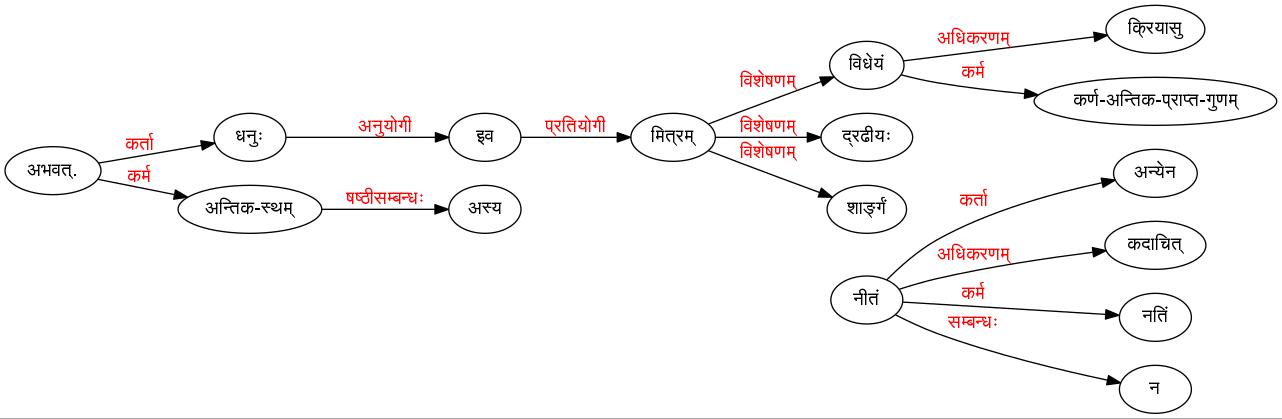 क्रियासु
अधिकरणम्
विधेयं
कर्म
विशेषणम्
कर्ण-अन्तिक-प्राप्त-गुणम्
धनुः
अनुयोगी
इव
प्रतियोगी
मित्रम्
विशेषणम्
द्रढीयः
कर्ता
विशेषणम्
अभवत्.
कर्म
अन्येन
अन्तिक-स्थम्
षष्ठीसम्बन्धः
अस्य
शार्ङ्गं
कर्ता
कदाचित्
अधिकरणम्
नीतं
कर्म
नतिं
सम्बन्धः
न